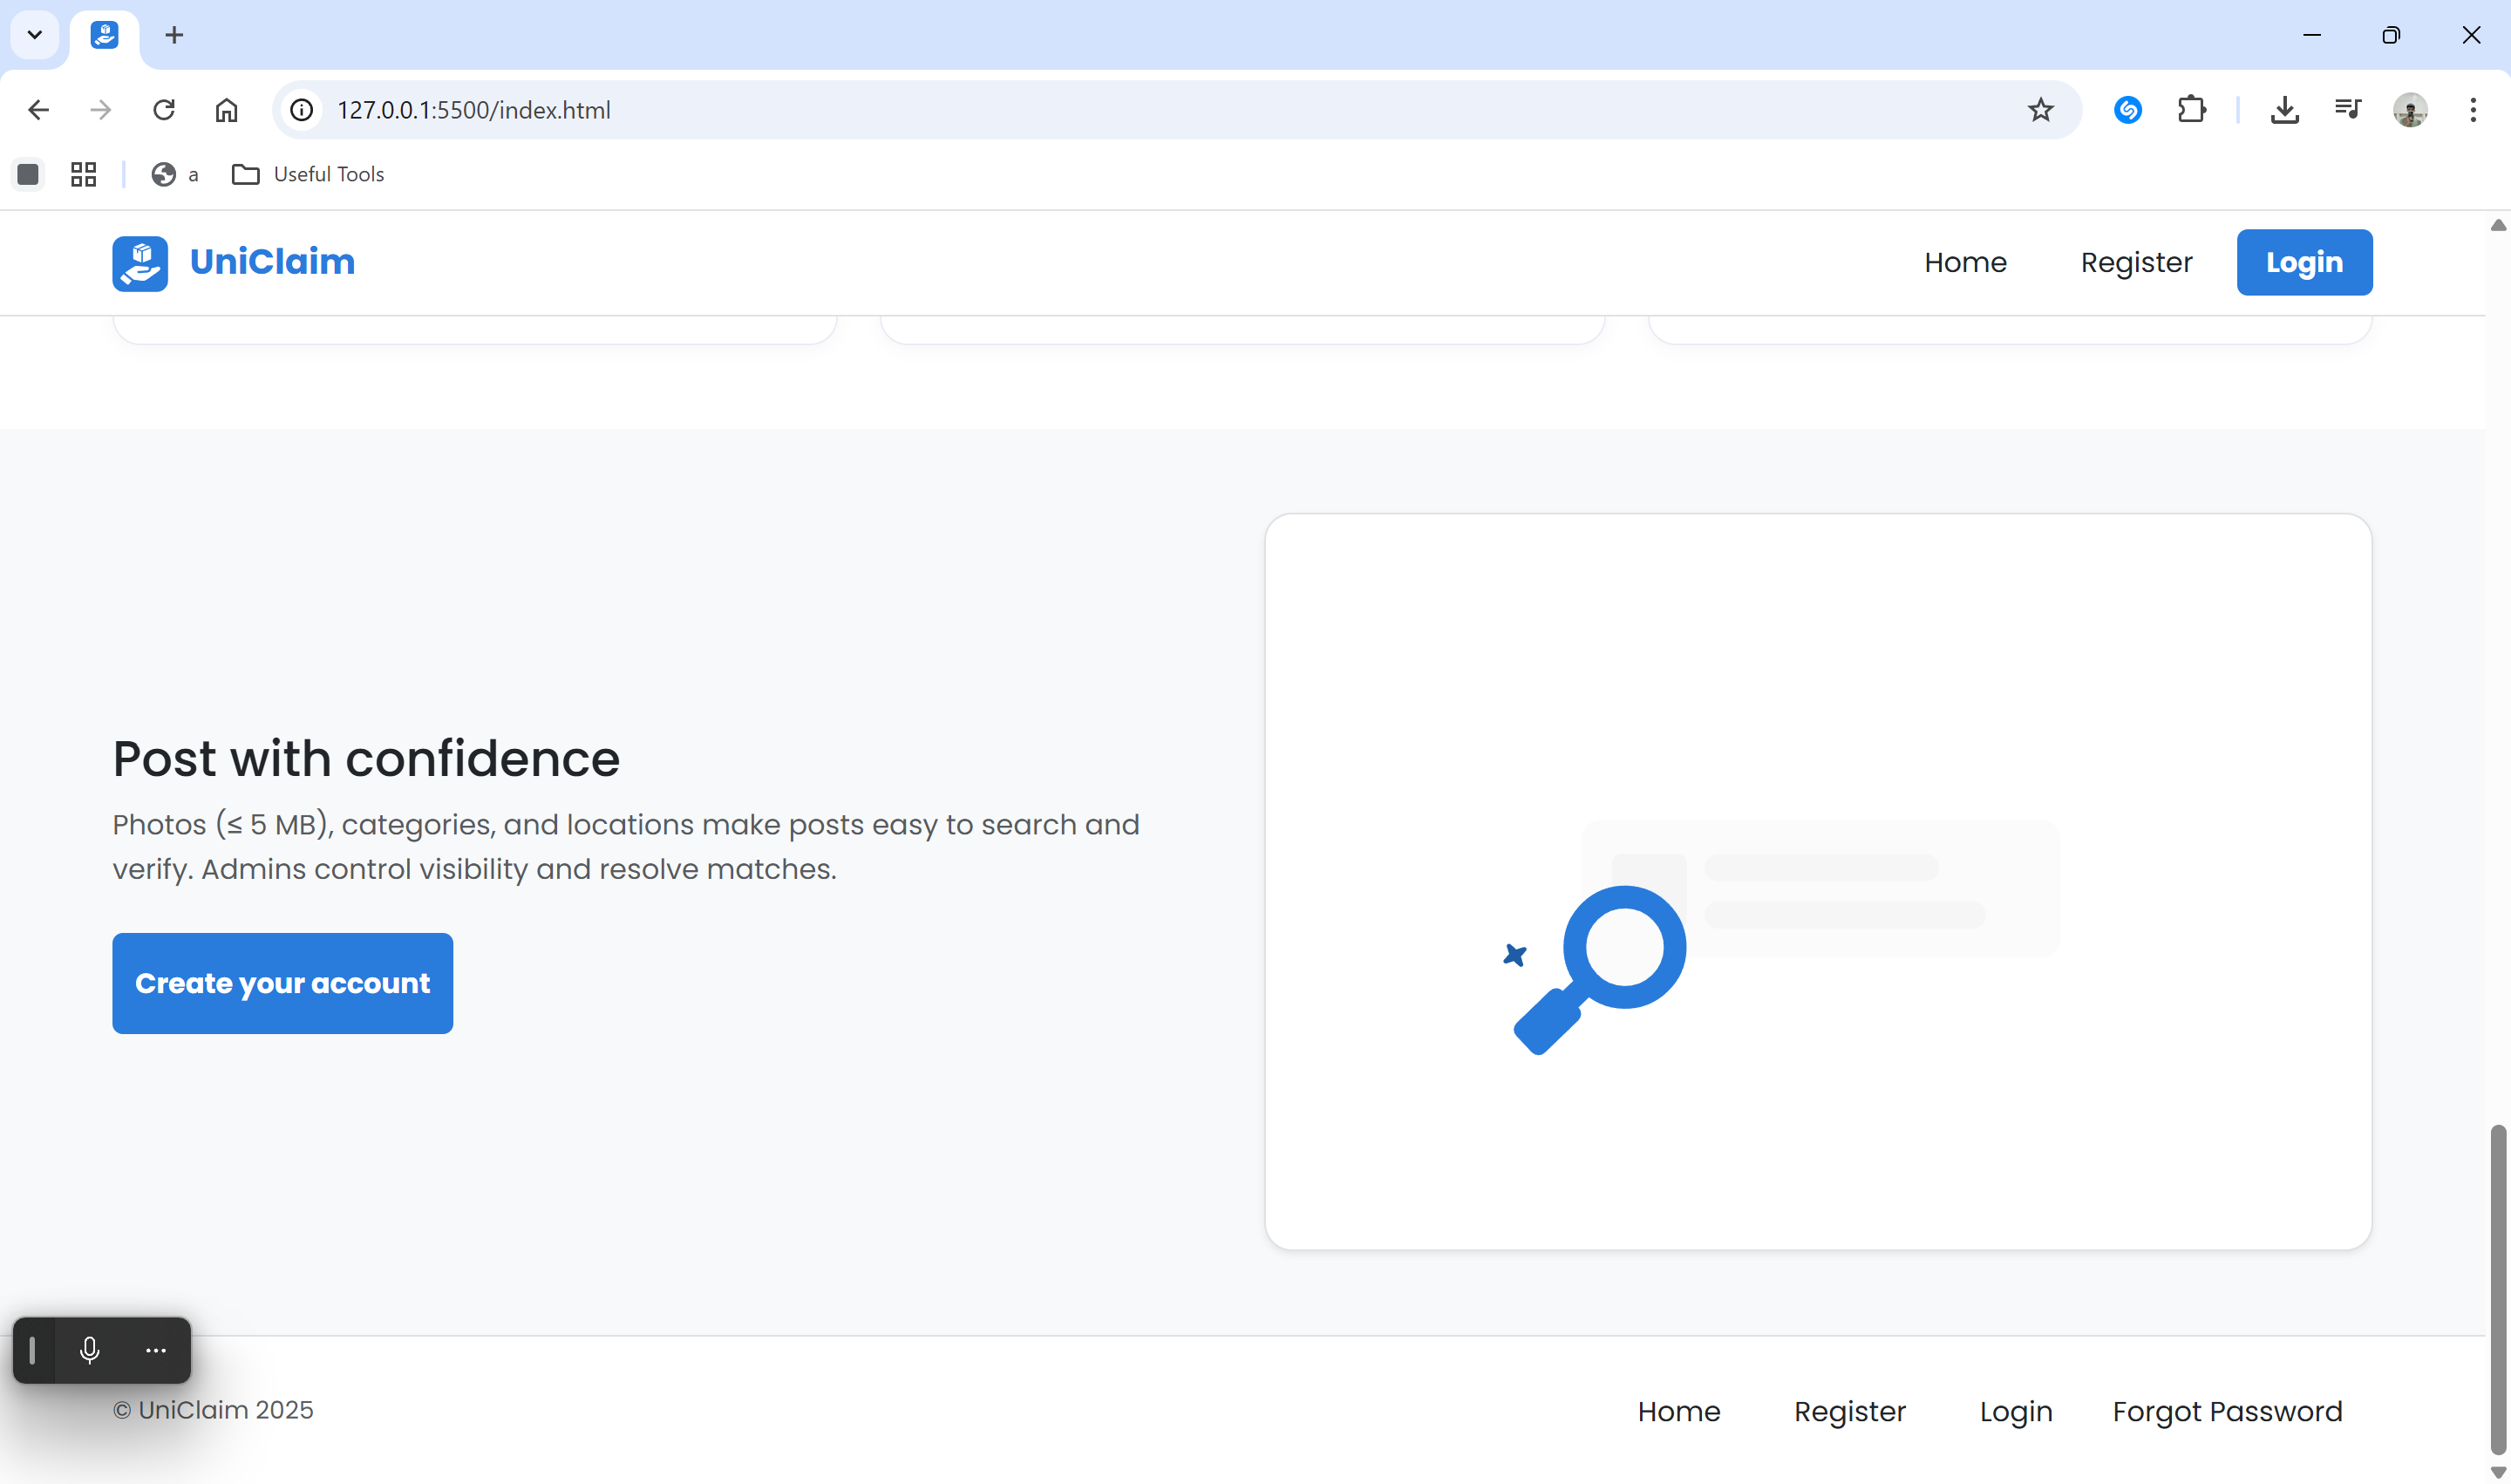 127.0.0.1:5500/index.html
a
Useful Tools
UniClaim
Home
Register
Login
Post with confidence
Photos (≤ 5 MB), categories, and locations make posts easy to search and
verify. Admins control visibility and resolve matches.
Create your account
© UniClaim 2025
Home
Register
Login
Forgot Password